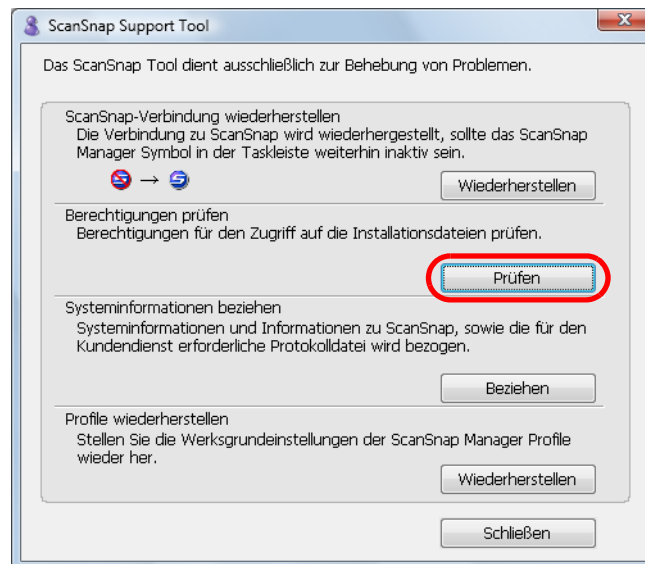 ScanSnap Support Tool
Das ScanSnap Tool dient ausschließlich zur Behebung von Problemen.
ScanSnap-Verbindung wiederherstellen
Die Verbindung zu ScanSnap wird wiederhergestellt, sollte das ScanSnap
Manager Symbol in der Taskleiste weiterhin inaktiv sein.
→
Wiederherstellen
Berechtigungen prüfen
Berechtigungen für den Zugriff auf die Installationsdateien prüfen.
Prüfen
Systeminformationen beziehen
Systeminformationen und Informationen zu ScanSnap, sowie die für den
Kundendienst erforderliche Protokolldatei wird bezogen.
Beziehen
Profile wiederherstellen
Stellen Sie die Werksgrundeinstellungen der ScanSnap Manager Profile
wieder her.
Wiederherstellen
Schließen